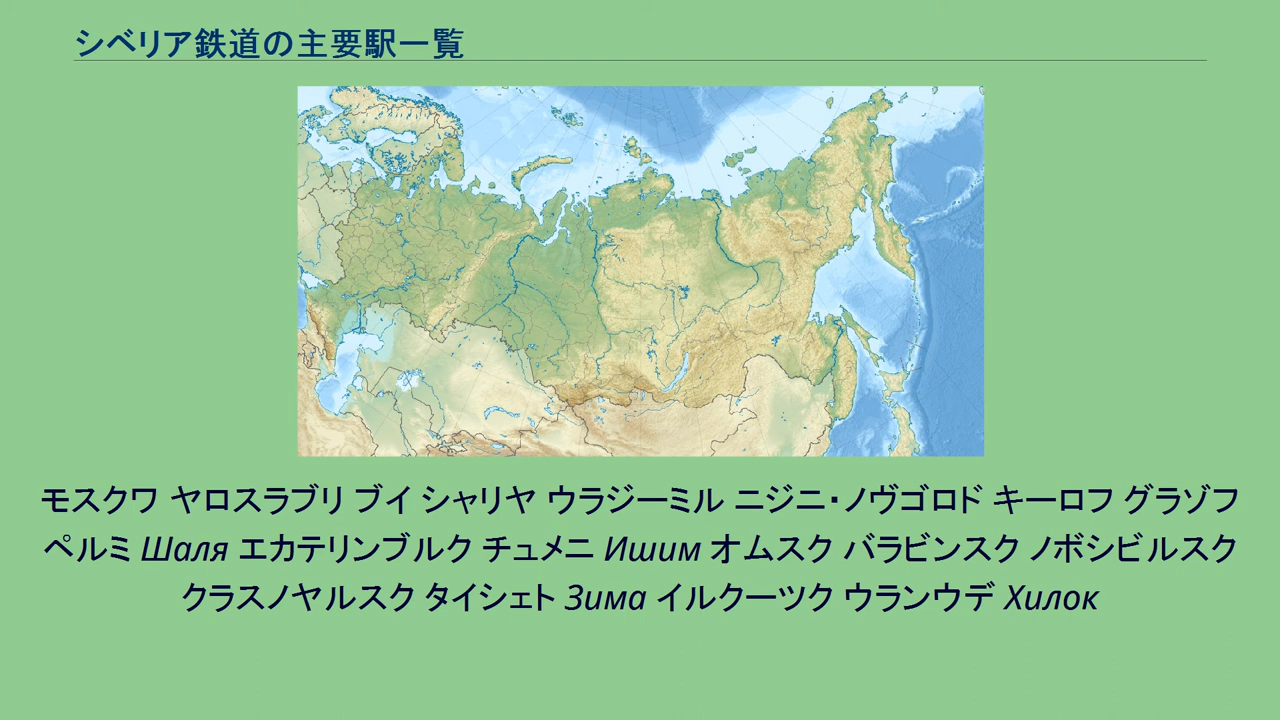 シベリア鉄道の主要駅一覧
モスクワ ヤロスラブリ ブイ シャリヤ ウラジーミル ニジニ・ノヴゴロド キーロフ グラゾフ
ペルミ Шаля エカテリンブルク チュメニ Ишим オムスク バラビンスク ノボシビルスク
クラスノヤルスク タイシェト Зима イルクーツク ウランウデ Хилок